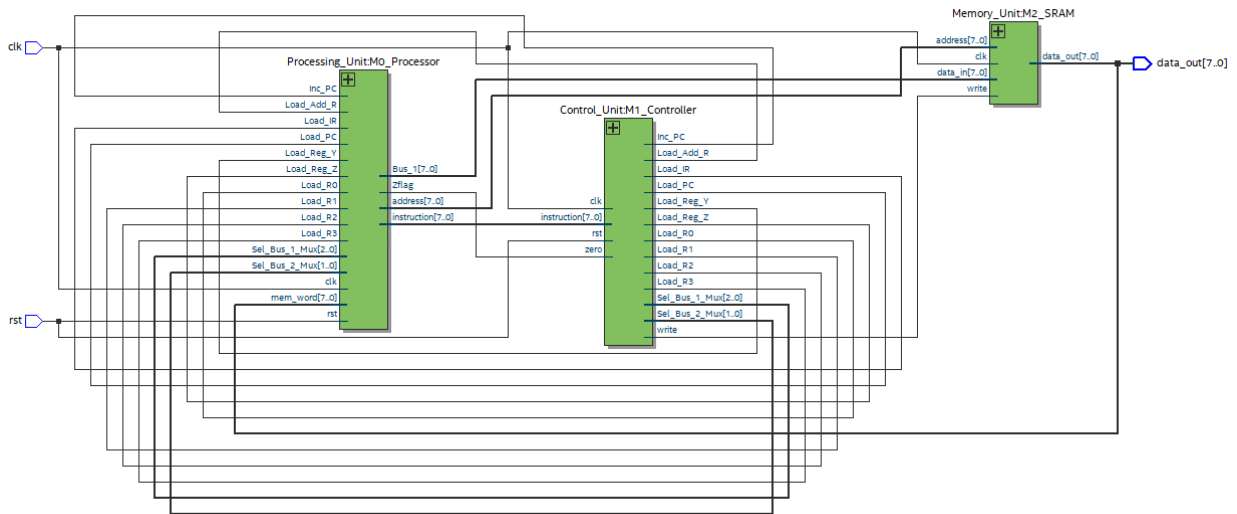 clk
rst
Processing_Unit:M0_Processor
Inc_PC
Load_Add_R
Load_IR
Load_PC
Load_Reg_Y
Load_Reg_Z
Load_R0
Load_R1
Load_R2
Load_R3
Sel_Bus_1_Mux[2..0]
Sel_Bus_2_Mux[1..0]
clk
mem_word[7..0]
rst
Bus_1[7..0]
Zflag
address[7..0]
instruction[7..0]
Control_Unit:M1_Controller
clk
instruction[7..0]
rst
zero
Inc_PC
Load_Add_R
Load_IR
Load_PC
Load_Reg_Y
Load_Reg_Z
Load_R0
Load_R1
Load_R2
Load_R3
Sel_Bus_1_Mux[2..0]
Sel_Bus_2_Mux[1..0]
write
Memory_Unit:M2_SRAM
address[7..0]
clk
data_in[7..0]
write
data_out[7..0]
data_out[7..0]